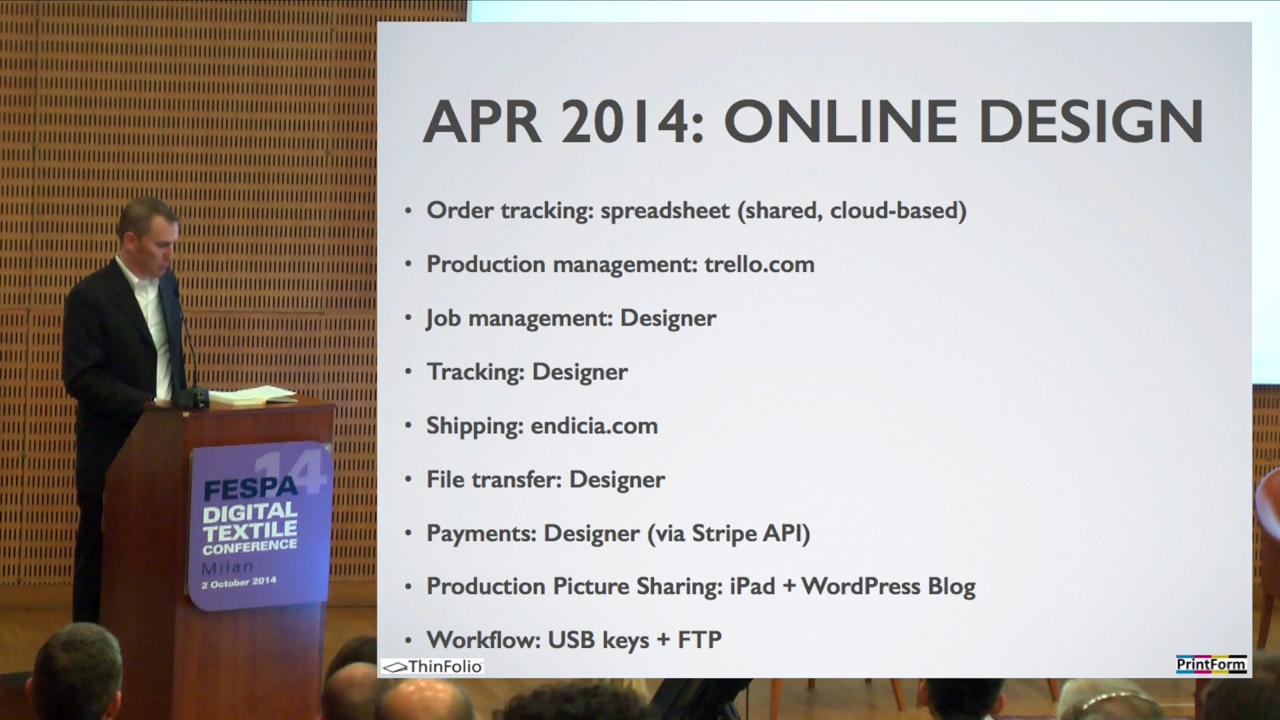 APR 2014: ONLINE DESIGN
• Order tracking: spreadsheet (shared, cloud-based)
• Production management: trello.com
• Job management: Designer
• Tracking: Designer
• Shipping: endicia.com
• File transfer: Designer
• Payments: Designer (via Stripe API)
• Production Picture Sharing: iPad + WordPress Blog
• Workflow: USB keys + FTP
ThinFolio
PrintForm
14
FESPA
DIGITAL
TEXTILE
CONFERENCE
Milan
2 October 2014